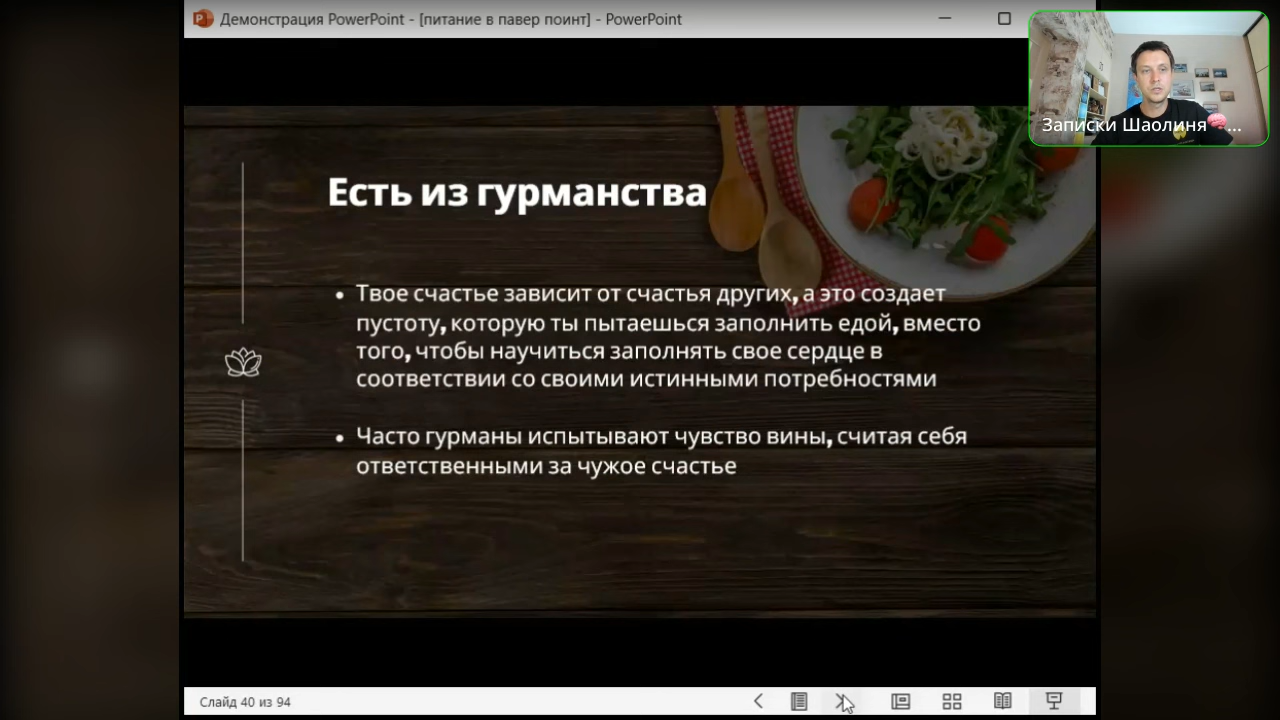 Демонстрация PowerPoint - [питание в павер поинт] - PowerPoint
Записки Шаолиня🧠...
Есть из гурманства
• Твое счастье зависит от счастья других, а это создает
пустоту, которую ты пытаешься заполнить едой, вместо
того, чтобы научиться заполнять свое сердце в
соответствии со своими истинными потребностями
• Часто гурманы испытывают чувство вины, считая себя
ответственными за чужое счастье
Слайд 40 из 94